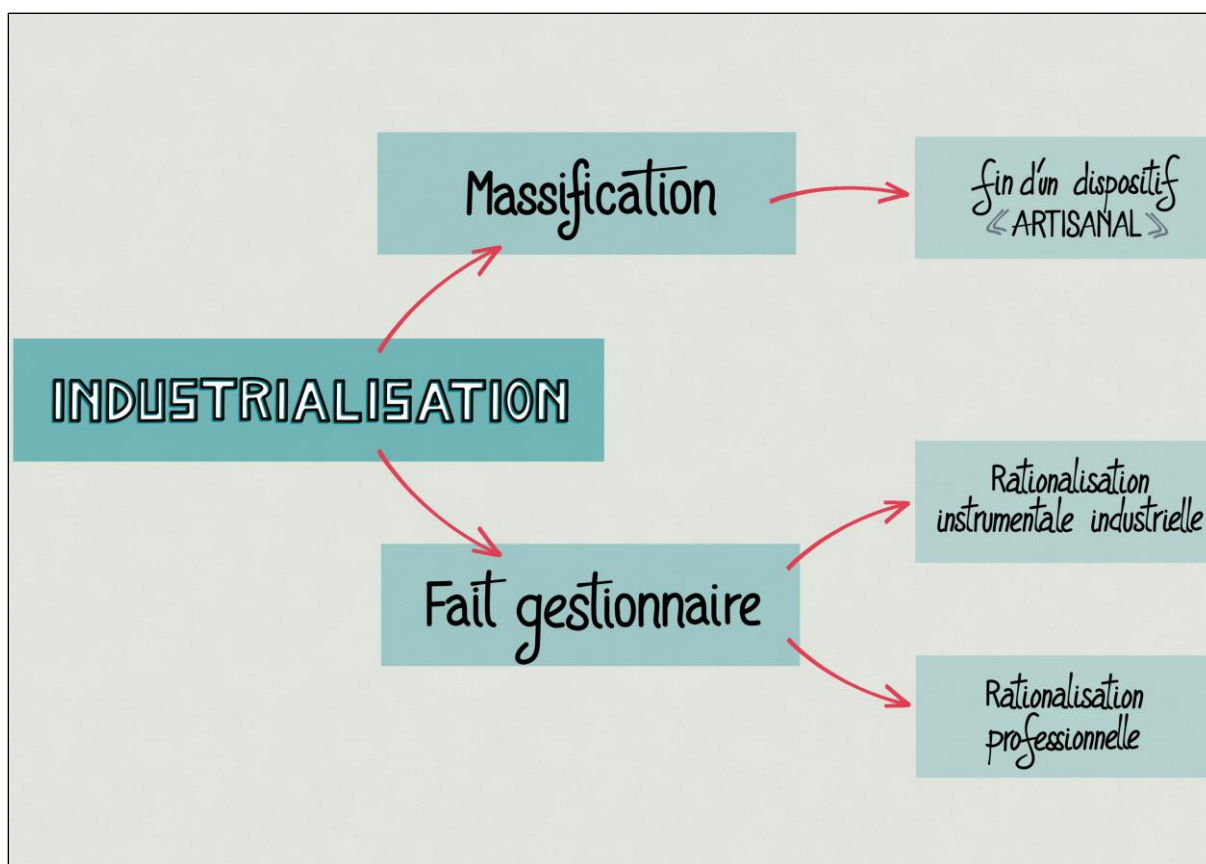 Massification
fin d'un dispositif
« ARTISANAL »
INDUSTRIALISATION
Fait gestionnaire
Rationalisation
instrumentale industrielle
Rationalisation
professionnelle